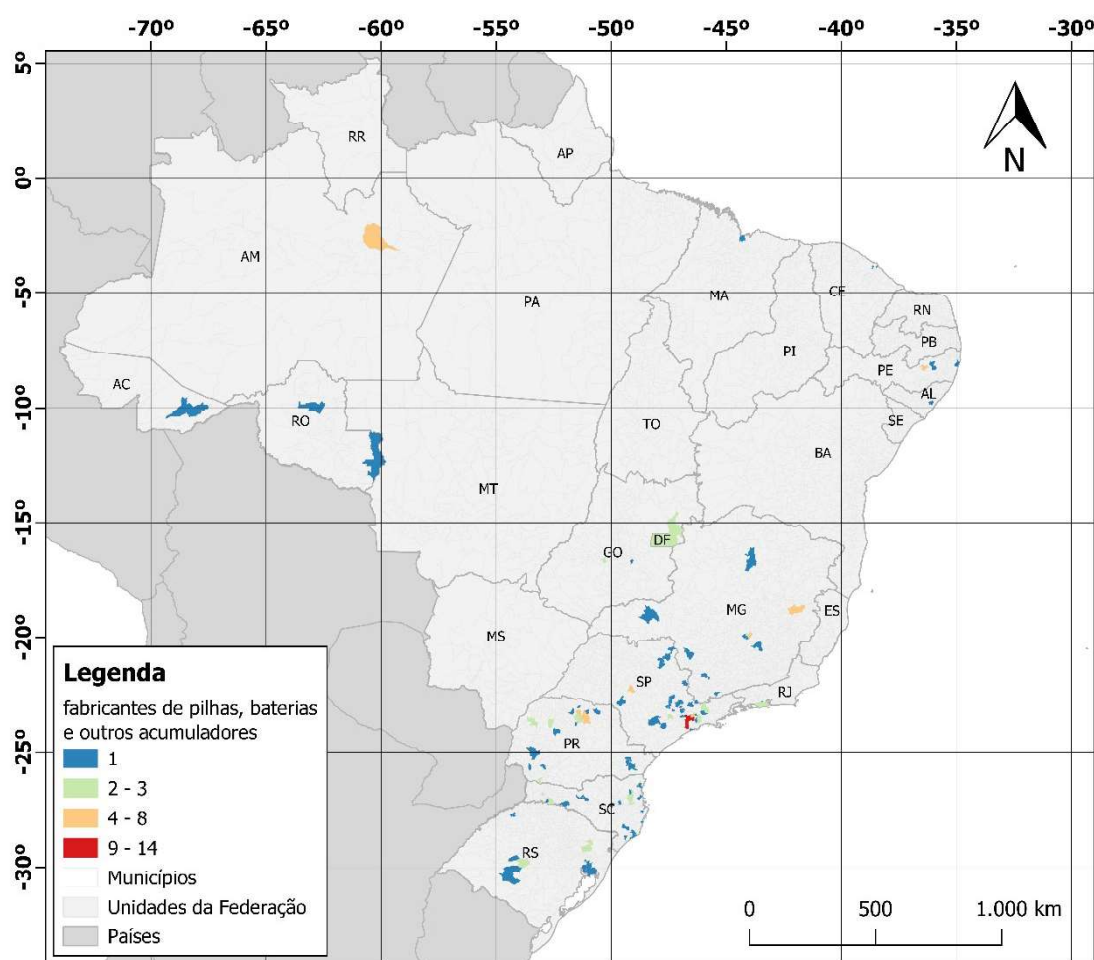 -70º -65º -60º -55º -50º -45º -40º -35º -30º
5º
0º
-5º
-10º
-15º
-20º
-25º
-30º
N
RR
AP
AM
PA
MA
CE
RN
PB
PI
PE
AC
AL
RO
SE
TO
BA
MT
DF
GO
MG
ES
MS
SP
RJ
PR
SC
RS
Legenda
fabricantes de pilhas, baterias
e outros acumuladores
1
2 - 3
4 - 8
9 - 14
Municípios
Unidades da Federação
Países
0 500 1.000 km